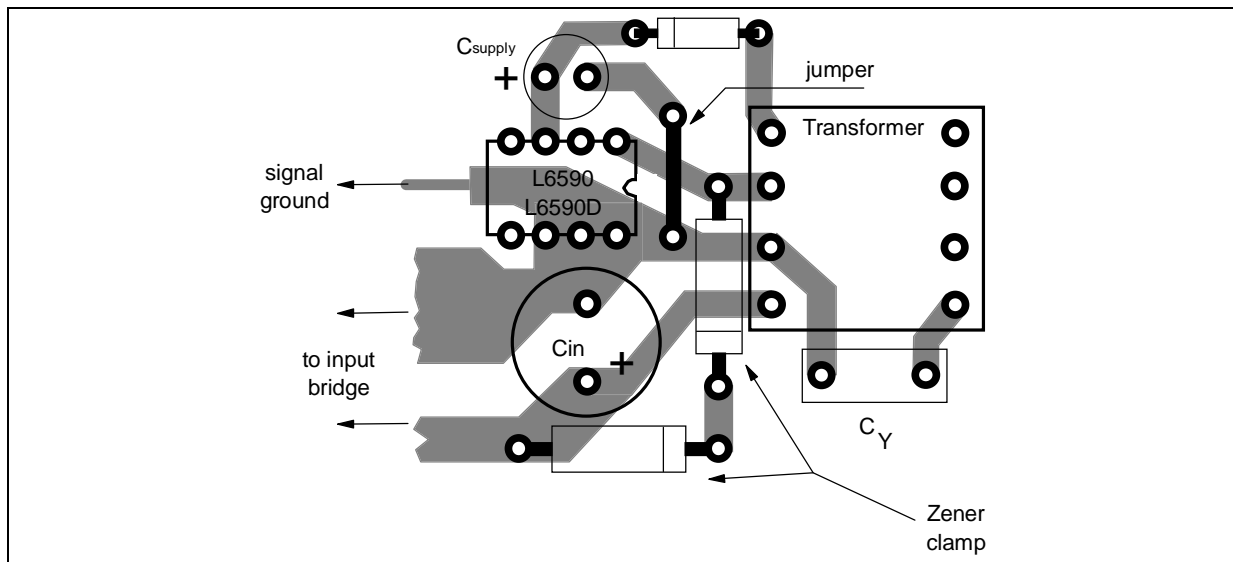 Csupply
+
jumper
Transformer
signal
ground
L6590
L6590D
to input
bridge
Cin
+
CY
Zener
clamp